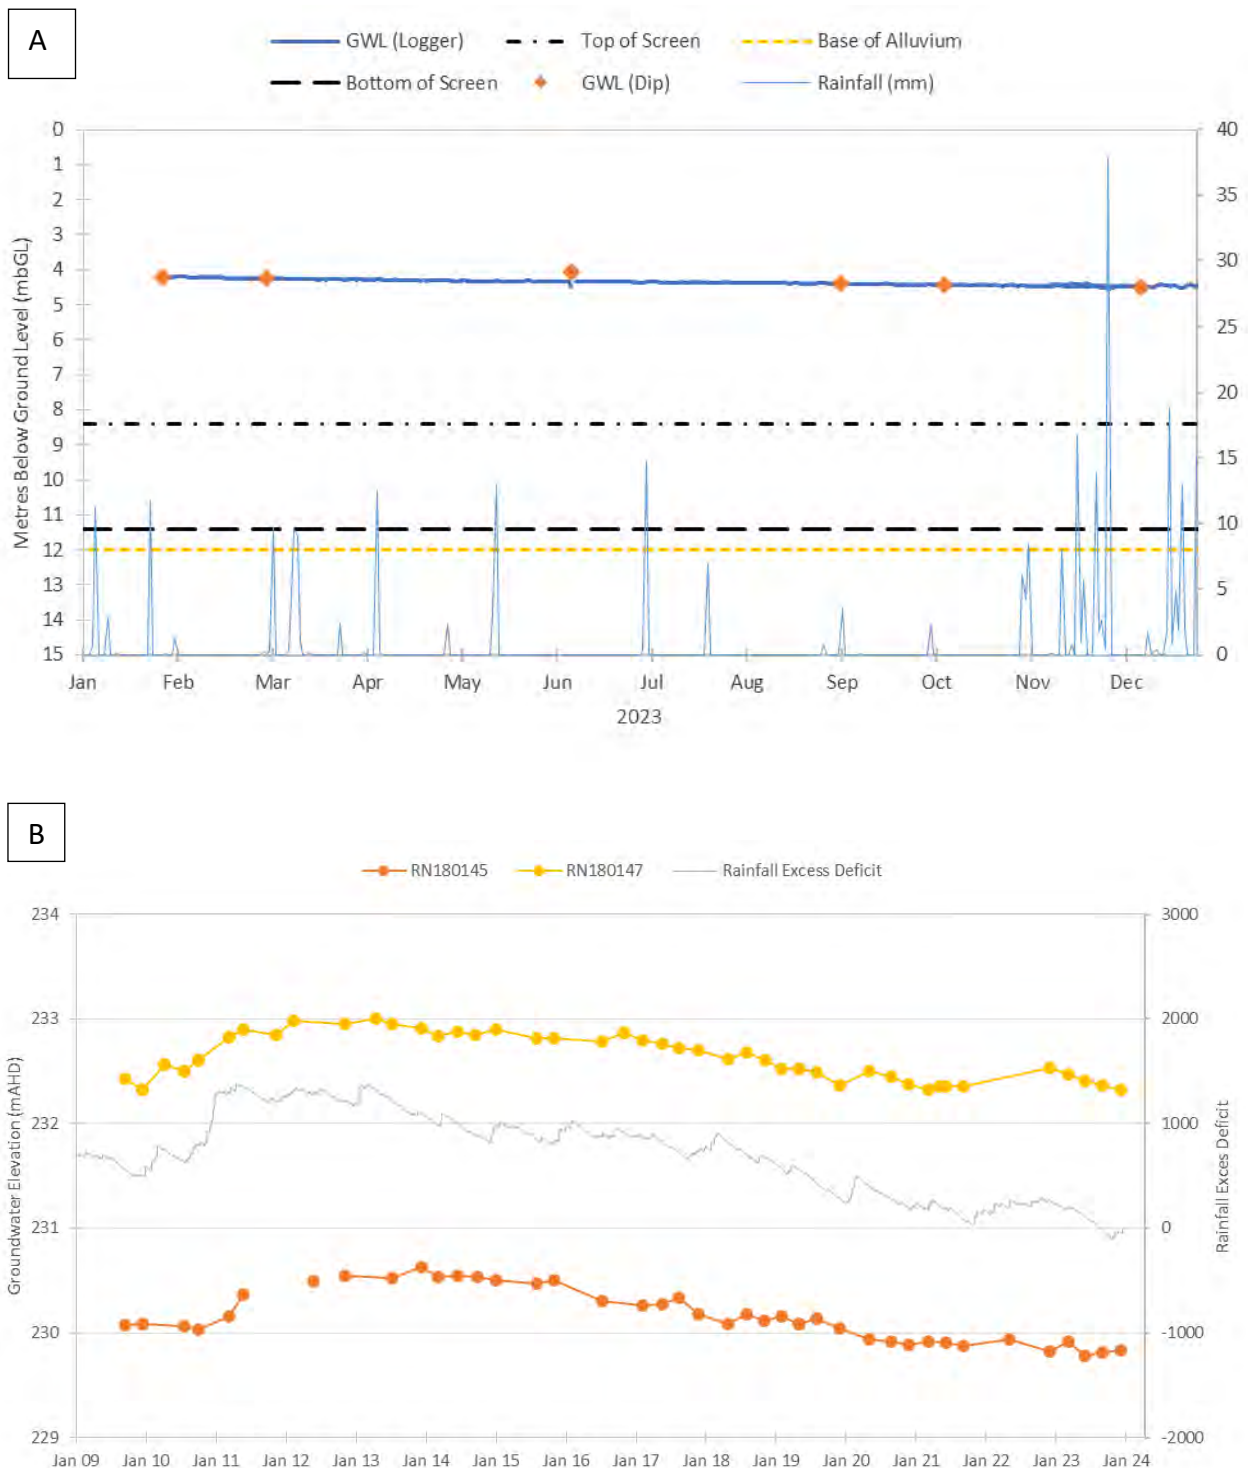 A
GWL (Logger) Top of Screen Base of Alluvium
Bottom of Screen GWL (Dip) Rainfall (mm)
0 40
1
2 35
3
4 30
5
6 25
7
8 20
9
10 15
11
12 10
13
14 5
15 0
Metres Below Ground Level (mbGL)
Jan Feb Mar Apr May Jun Jul Aug Sep Oct Nov Dec
2023
B
RN180145 RN180147 Rainfall Excess Deficit
234 3000
233 2000
232 1000
231 0
230 -1000
229 -2000
Groundwater Elevation (mAHD)
Rainfall Exces Deficit
Jan 09 Jan 10 Jan 11 Jan 12 Jan 13 Jan 14 Jan 15 Jan 16 Jan 17 Jan 18 Jan 19 Jan 20 Jan 21 Jan 22 Jan 23 Jan 24